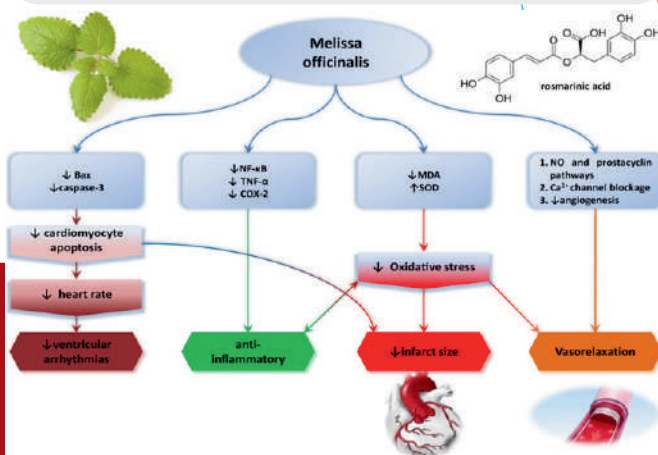 Melissa
officinalis
OH
O
OH
OH
O
O
HO
HO
rosmarinic acid
↓ Bax
↓caspase-3
↓NF-κB
↓ TNF-α
↓ COX-2
↓MDA
↑SOD
1. NO and prostacyclin
pathways
2. Ca²⁺ channel blockage
3. ↓angiogenesis
↓ cardiomyocyte
apoptosis
↓ Oxidative stress
↓ heart rate
↓ventricular
arrhythmias
anti-
inflammatory
↓infarct size
Vasorelaxation